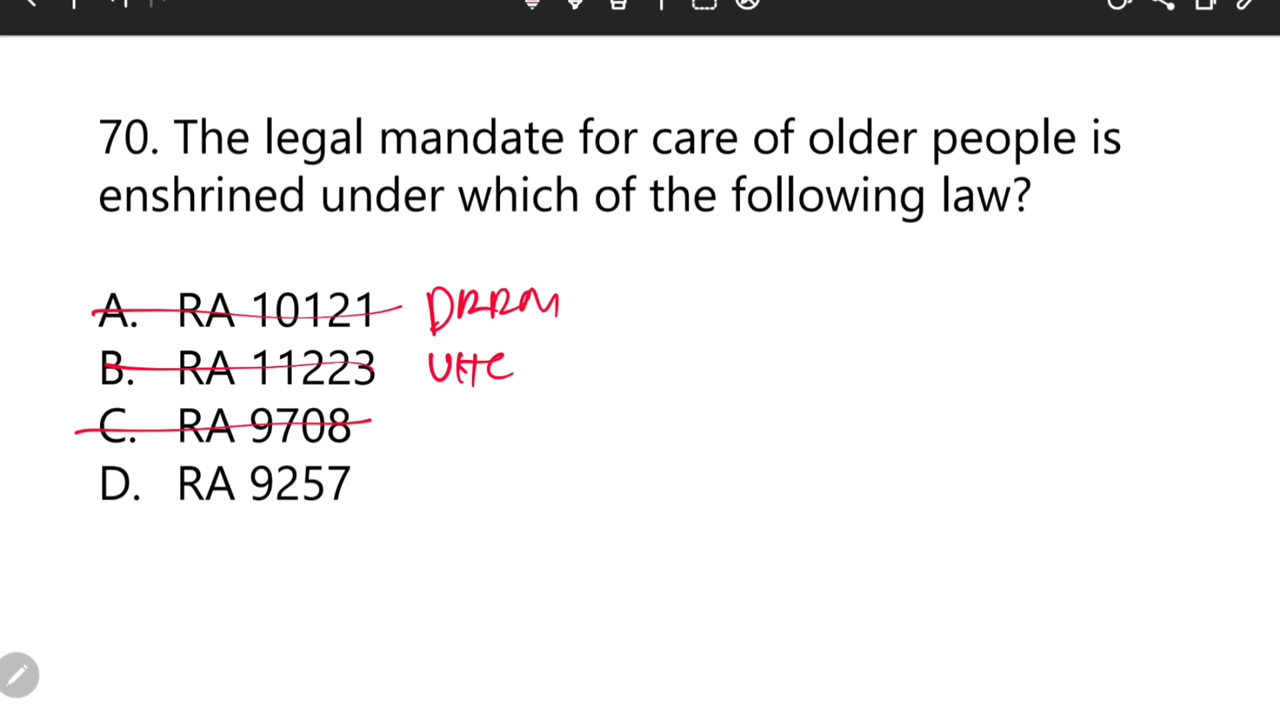 70. The legal mandate for care of older people is
enshrined under which of the following law?
A. RA 10121 DRRM
B. RA 11223 UHC
C. RA 9708
D. RA 9257